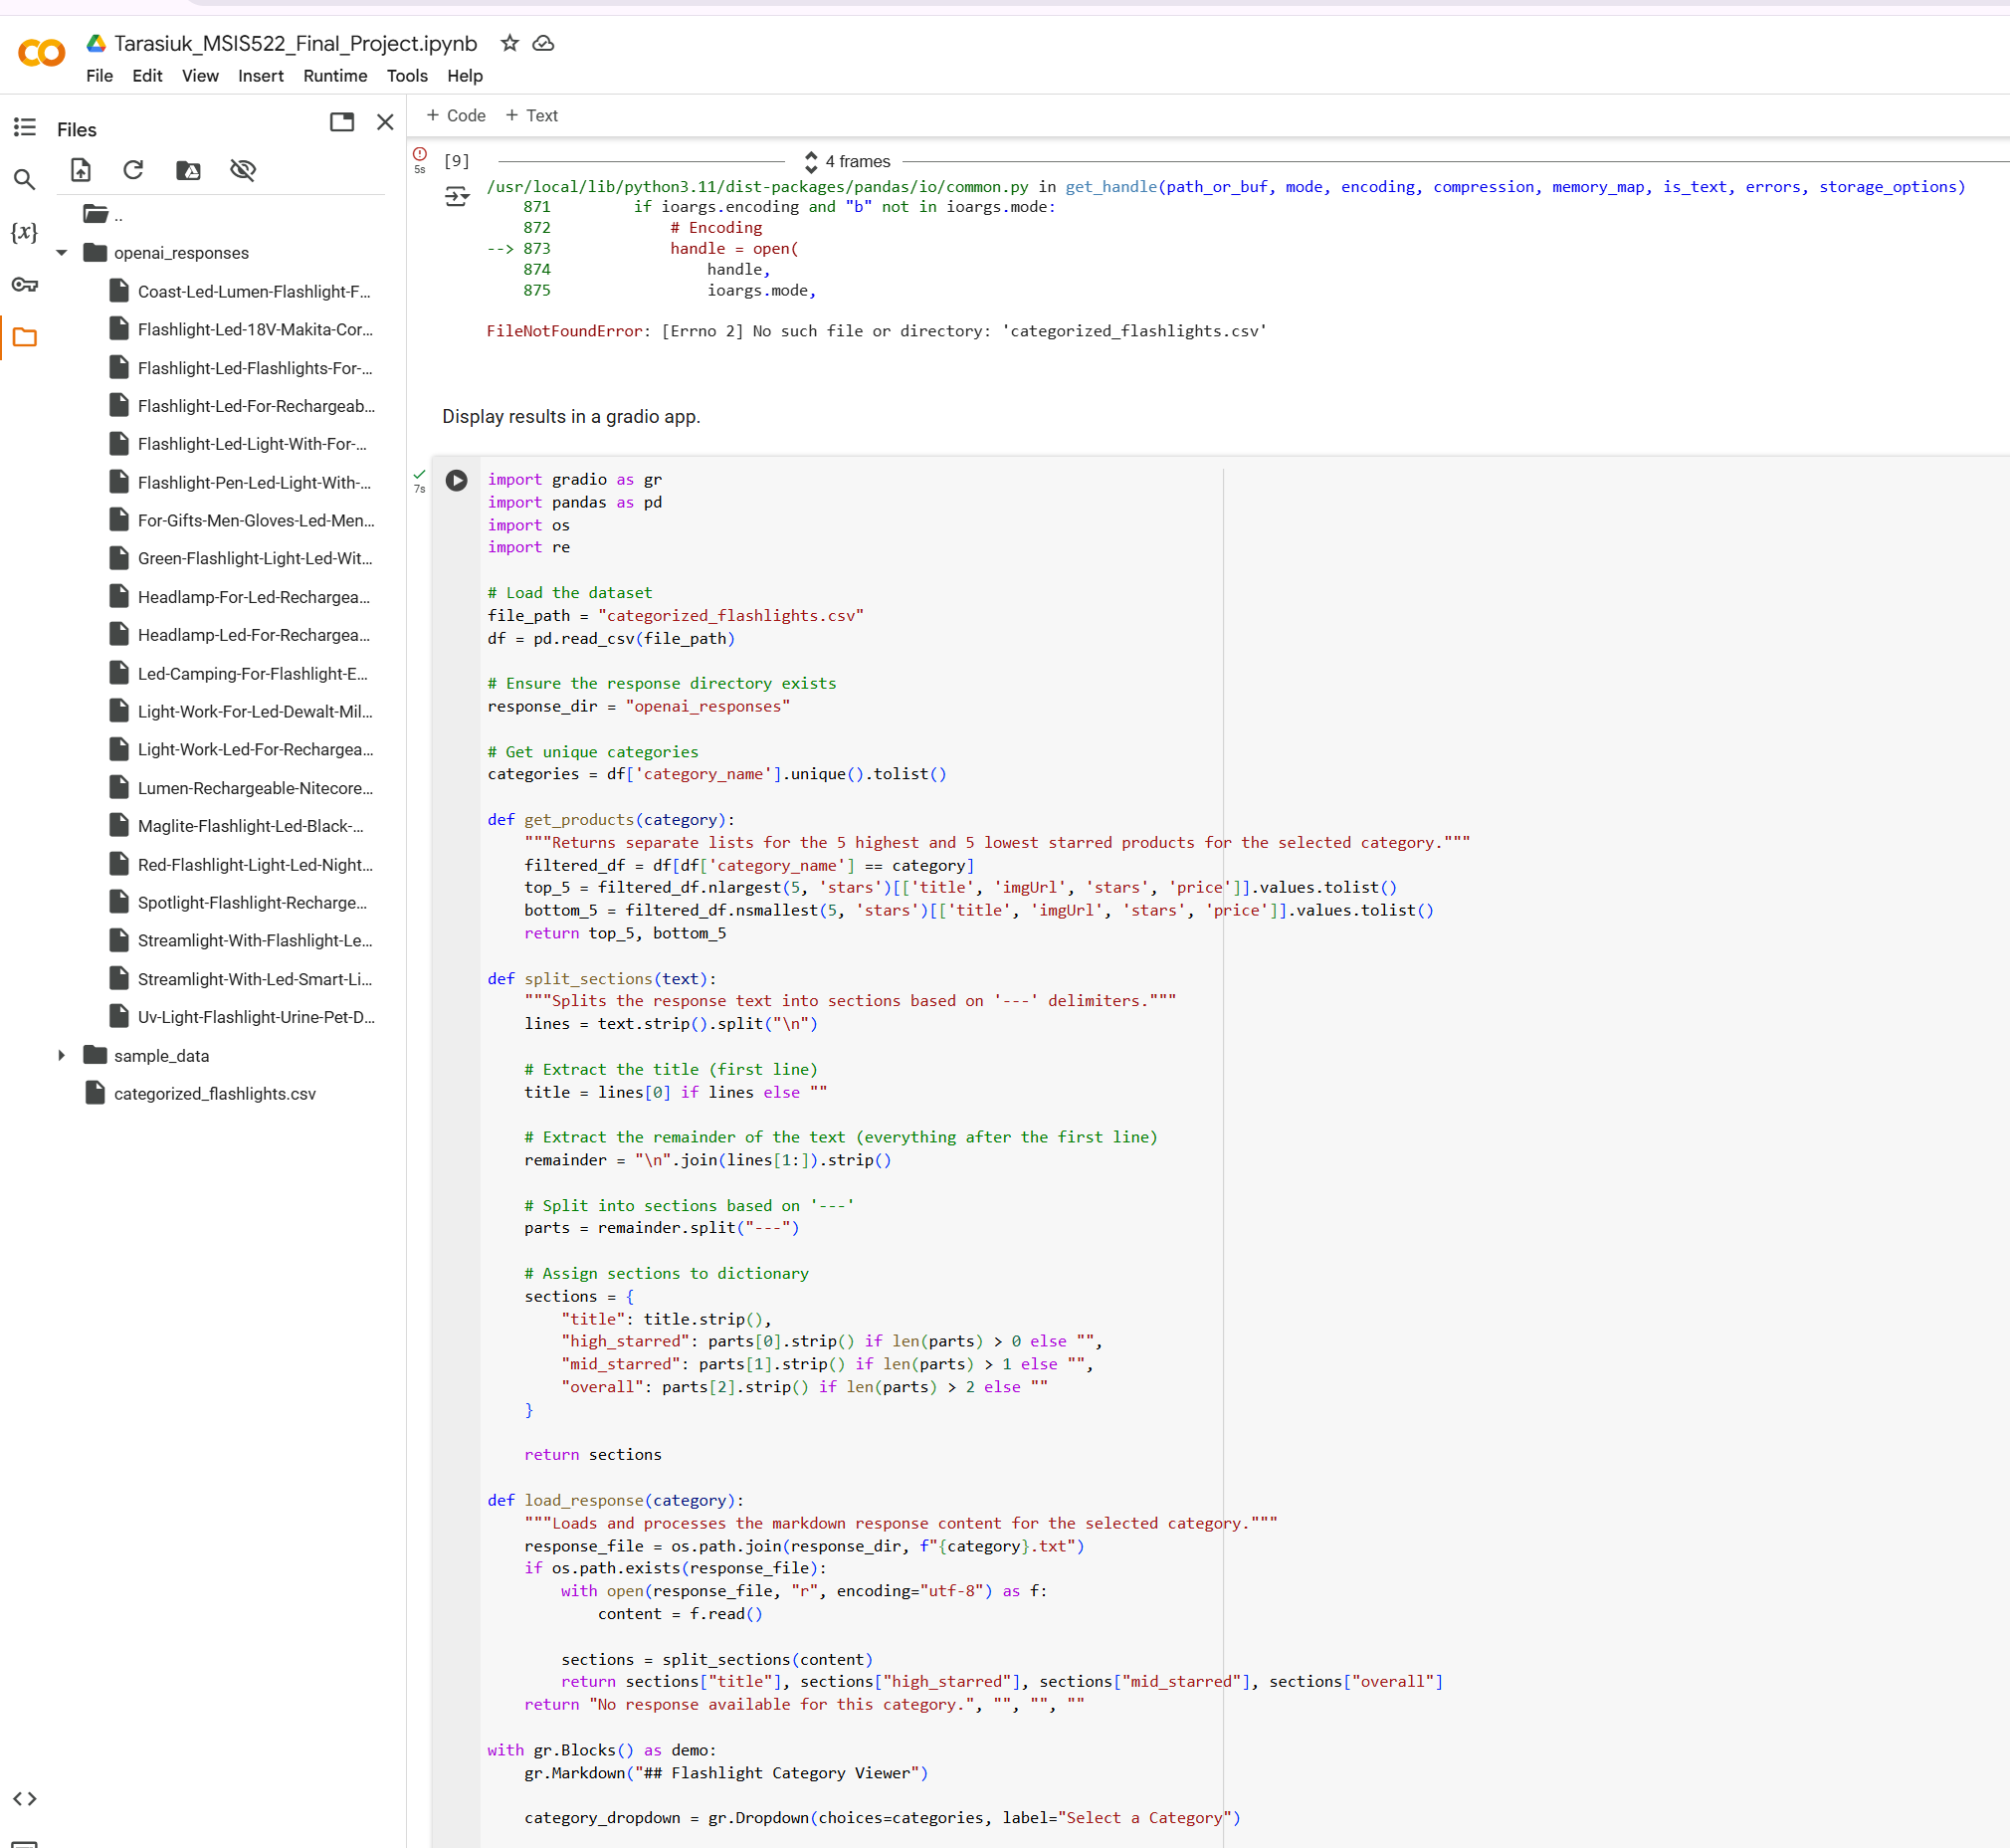 Tarasiuk_MSIS522_Final_Project.ipynb
File Edit View Insert Runtime Tools Help
Files
..
openai_responses
Coast-Led-Lumen-Flashlight-F...
Flashlight-Led-18V-Makita-Cor...
Flashlight-Led-Flashlights-For-...
Flashlight-Led-For-Rechargeab...
Flashlight-Led-Light-With-For-...
Flashlight-Pen-Led-Light-With-...
For-Gifts-Men-Gloves-Led-Men...
Green-Flashlight-Light-Led-Wit...
Headlamp-For-Led-Rechargea...
Headlamp-Led-For-Rechargea...
Led-Camping-For-Flashlight-E...
Light-Work-For-Led-Dewalt-Mil...
Light-Work-Led-For-Rechargea...
Lumen-Rechargeable-Nitecore...
Maglite-Flashlight-Led-Black-...
Red-Flashlight-Light-Led-Night...
Spotlight-Flashlight-Recharge...
Streamlight-With-Flashlight-Le...
Streamlight-With-Led-Smart-Li...
Uv-Light-Flashlight-Urine-Pet-D...
sample_data
categorized_flashlights.csv
{x}
<>
+ Code + Text
5s
[9]
4 frames
/usr/local/lib/python3.11/dist-packages/pandas/io/common.py in get_handle(path_or_buf, mode, encoding, compression, memory_map, is_text, errors, storage_options)
871         if ioargs.encoding and "b" not in ioargs.mode:
872             # Encoding
--> 873             handle = open(
874                 handle,
875                 ioargs.mode,
FileNotFoundError: [Errno 2] No such file or directory: 'categorized_flashlights.csv'
Display results in a gradio app.
7s
import gradio as gr
import pandas as pd
import os
import re
# Load the dataset
file_path = "categorized_flashlights.csv"
df = pd.read_csv(file_path)
# Ensure the response directory exists
response_dir = "openai_responses"
# Get unique categories
categories = df['category_name'].unique().tolist()
def get_products(category):
    """Returns separate lists for the 5 highest and 5 lowest starred products for the selected category."""
    filtered_df = df[df['category_name'] == category]
    top_5 = filtered_df.nlargest(5, 'stars')[['title', 'imgUrl', 'stars', 'price']].values.tolist()
    bottom_5 = filtered_df.nsmallest(5, 'stars')[['title', 'imgUrl', 'stars', 'price']].values.tolist()
    return top_5, bottom_5
def split_sections(text):
    """Splits the response text into sections based on '---' delimiters."""
    lines = text.strip().split("\n")
    # Extract the title (first line)
    title = lines[0] if lines else ""
    # Extract the remainder of the text (everything after the first line)
    remainder = "\n".join(lines[1:]).strip()
    # Split into sections based on '---'
    parts = remainder.split("---")
    # Assign sections to dictionary
    sections = {
        "title": title.strip(),
        "high_starred": parts[0].strip() if len(parts) > 0 else "",
        "mid_starred": parts[1].strip() if len(parts) > 1 else "",
        "overall": parts[2].strip() if len(parts) > 2 else ""
    }
    return sections
def load_response(category):
    """Loads and processes the markdown response content for the selected category."""
    response_file = os.path.join(response_dir, f"{category}.txt")
    if os.path.exists(response_file):
        with open(response_file, "r", encoding="utf-8") as f:
            content = f.read()
        sections = split_sections(content)
        return sections["title"], sections["high_starred"], sections["mid_starred"], sections["overall"]
    return "No response available for this category.", "", "", ""
with gr.Blocks() as demo:
    gr.Markdown("## Flashlight Category Viewer")
    category_dropdown = gr.Dropdown(choices=categories, label="Select a Category")